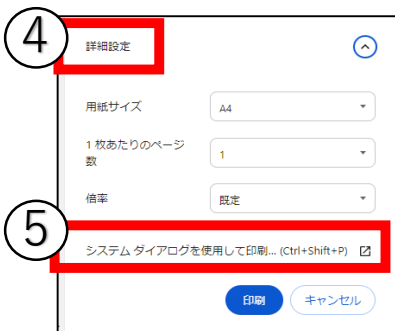 ④
詳細設定
用紙サイズ
A4
1 枚あたりのページ
数
1
倍率
既定
⑤
システム ダイアログを使用して印刷... (Ctrl+Shift+P)
印刷
キャンセル